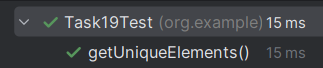 Task19Test (org.example) 15 ms
getUniqueElements() 15 ms